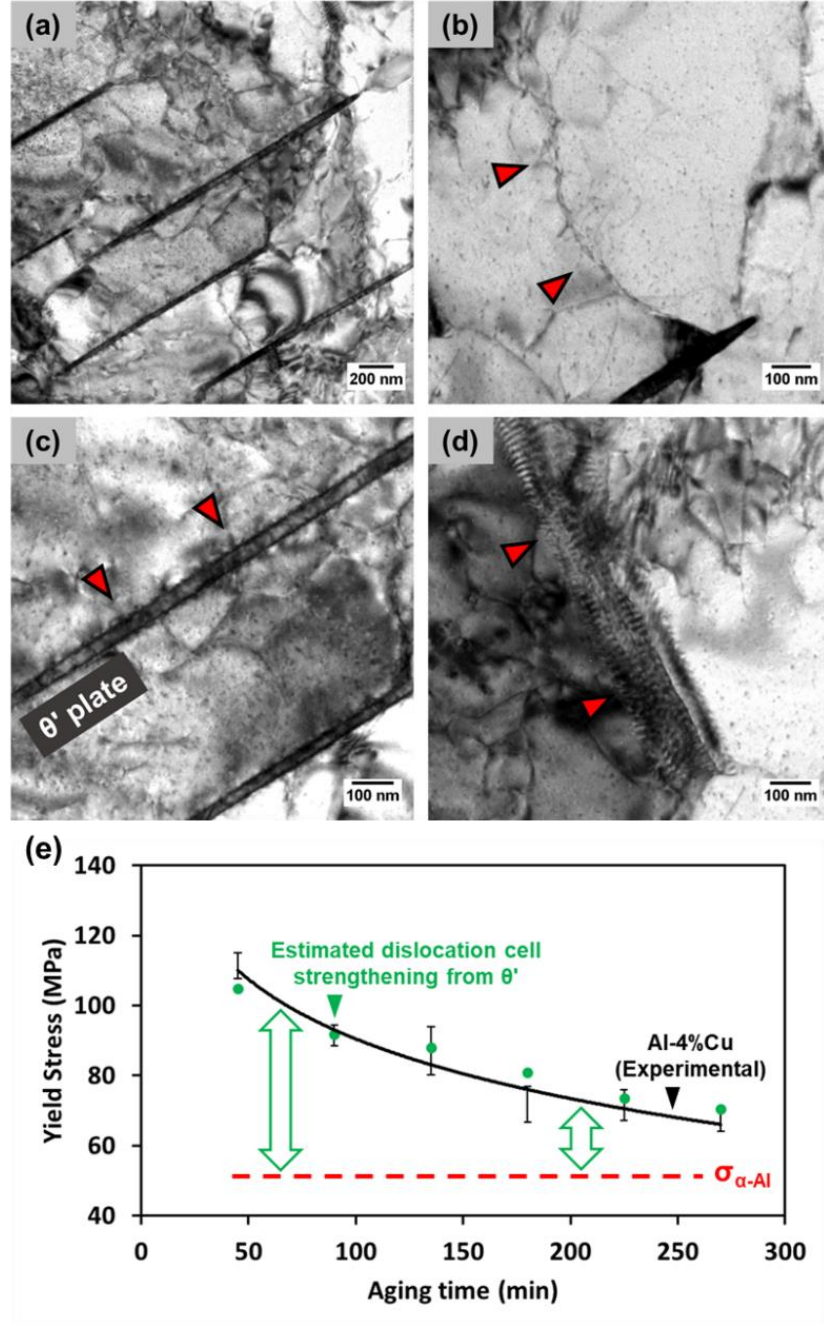 (a)
200 nm
(b)
100 nm
(c)
θ' plate
100 nm
(d)
100 nm
(e)
Yield Stress (MPa)
140
120
100
80
60
40
Estimated dislocation cell
strengthening from θ'
Al-4%Cu
(Experimental)
σα-Al
0
50
100
150
200
250
300
Aging time (min)